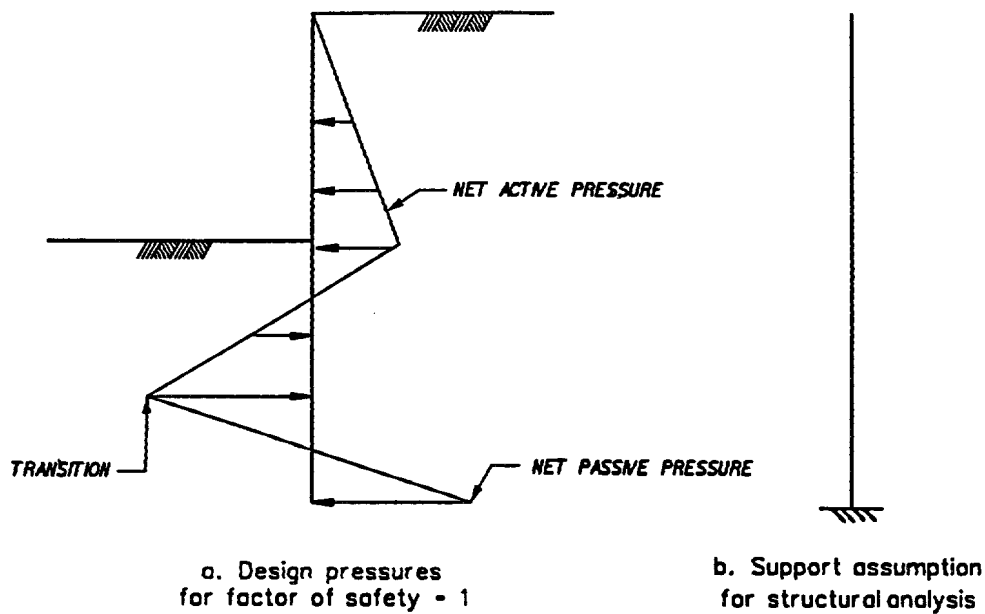 NET ACTIVE PRESSURE
TRANSITION
NET PASSIVE PRESSURE
a. Design pressures
for factor of safety - 1
b. Support assumption
for structural analysis